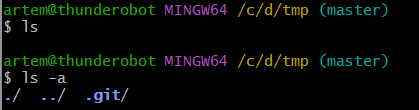 artem@thunderobot MINGW64 /c/d/tmp (master)
$ ls
artem@thunderobot MINGW64 /c/d/tmp (master)
$ ls -a
./  ../  .git/